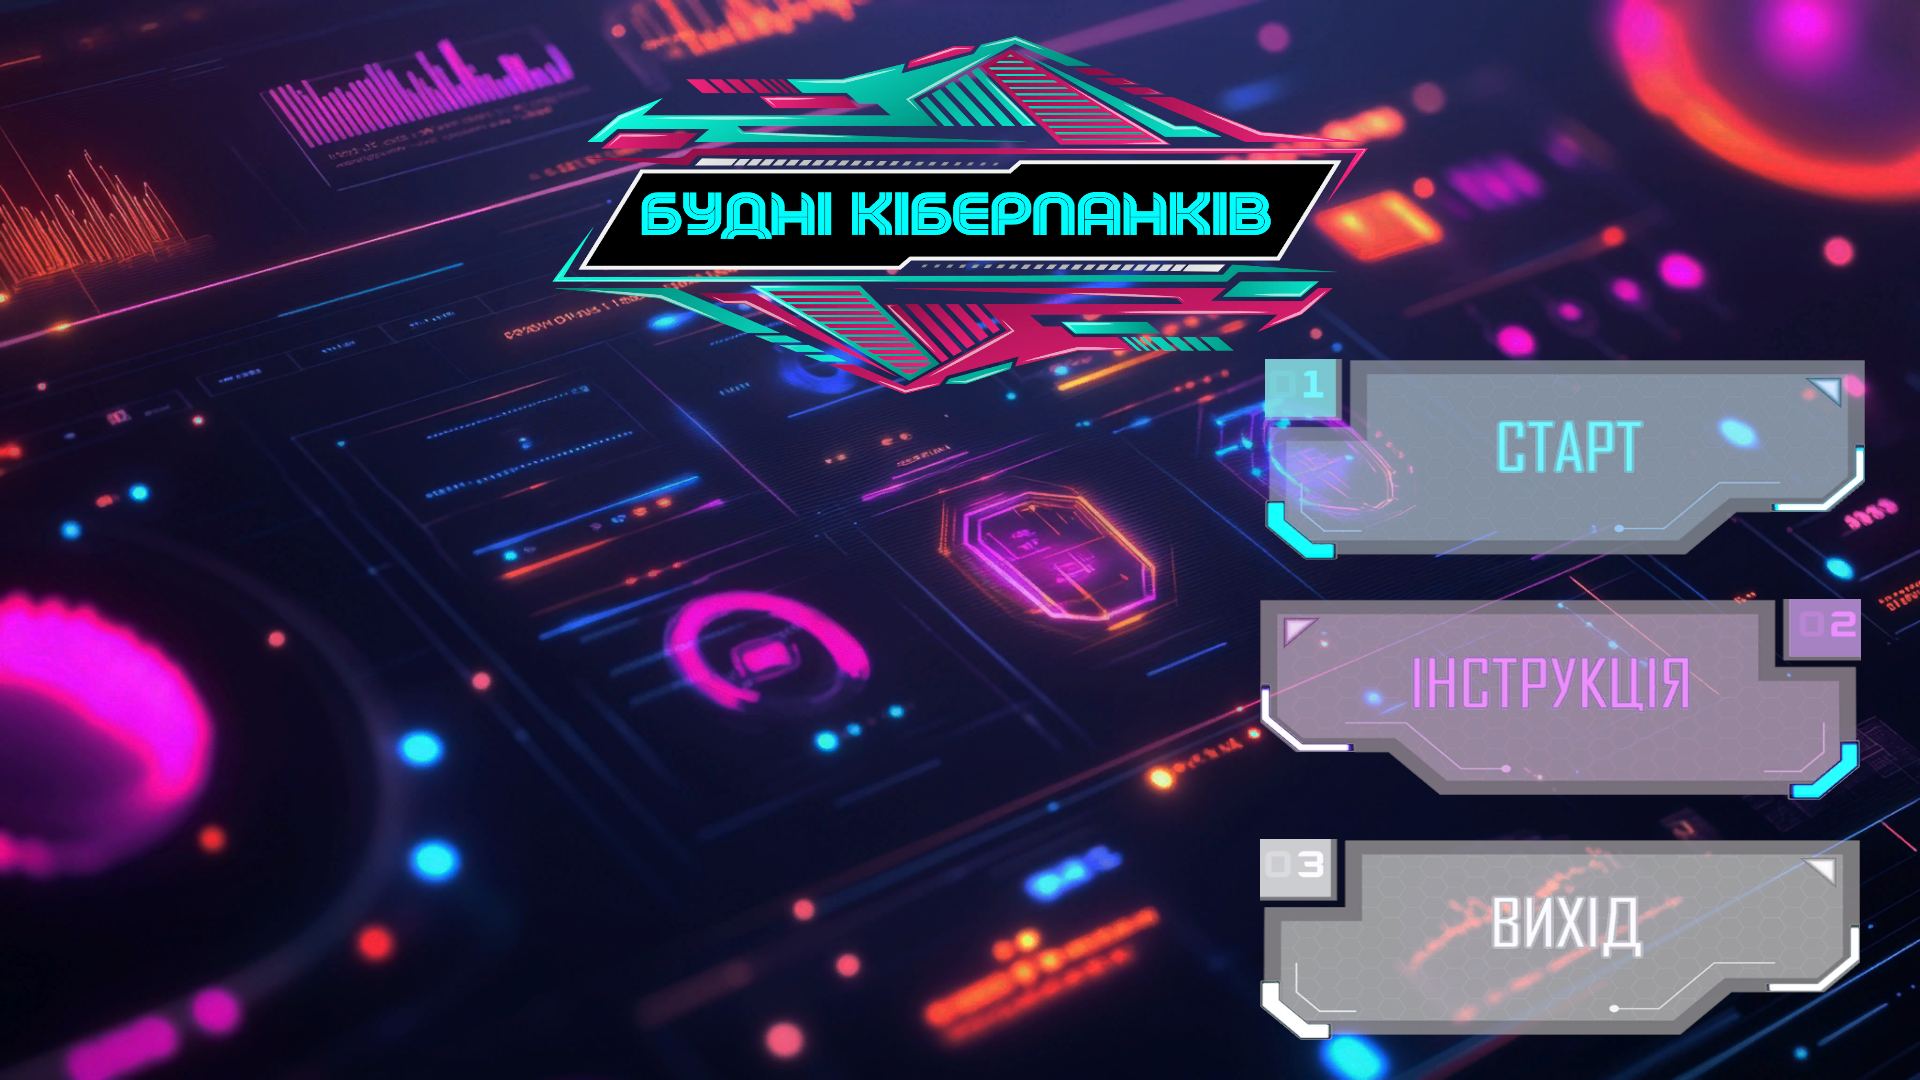 БУДНІ КІБЕРПАНКІВ
01
СТАРТ
02
ІНСТРУКЦІЯ
03
ВИХІД